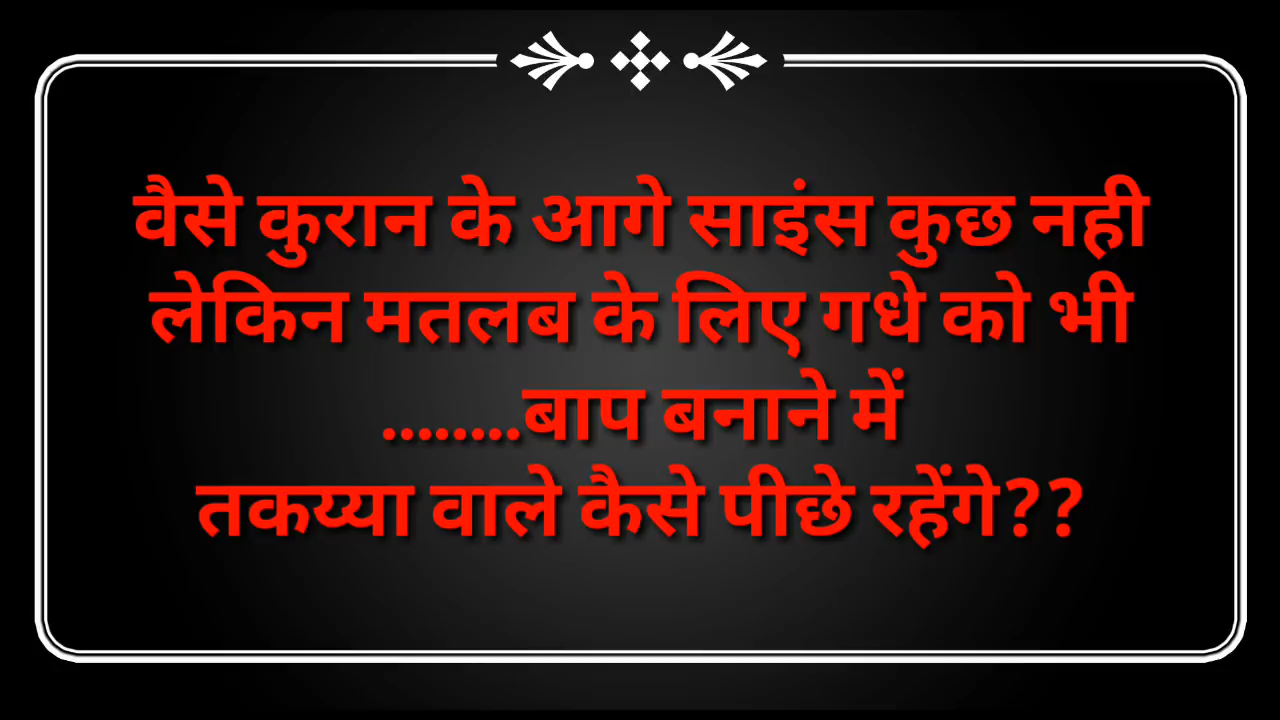 वैसे कुरान के आगे साइंस कुछ नही
लेकिन मतलब के लिए गधे को भी
........बाप बनाने में
तकय्या वाले कैसे पीछे रहेंगे??